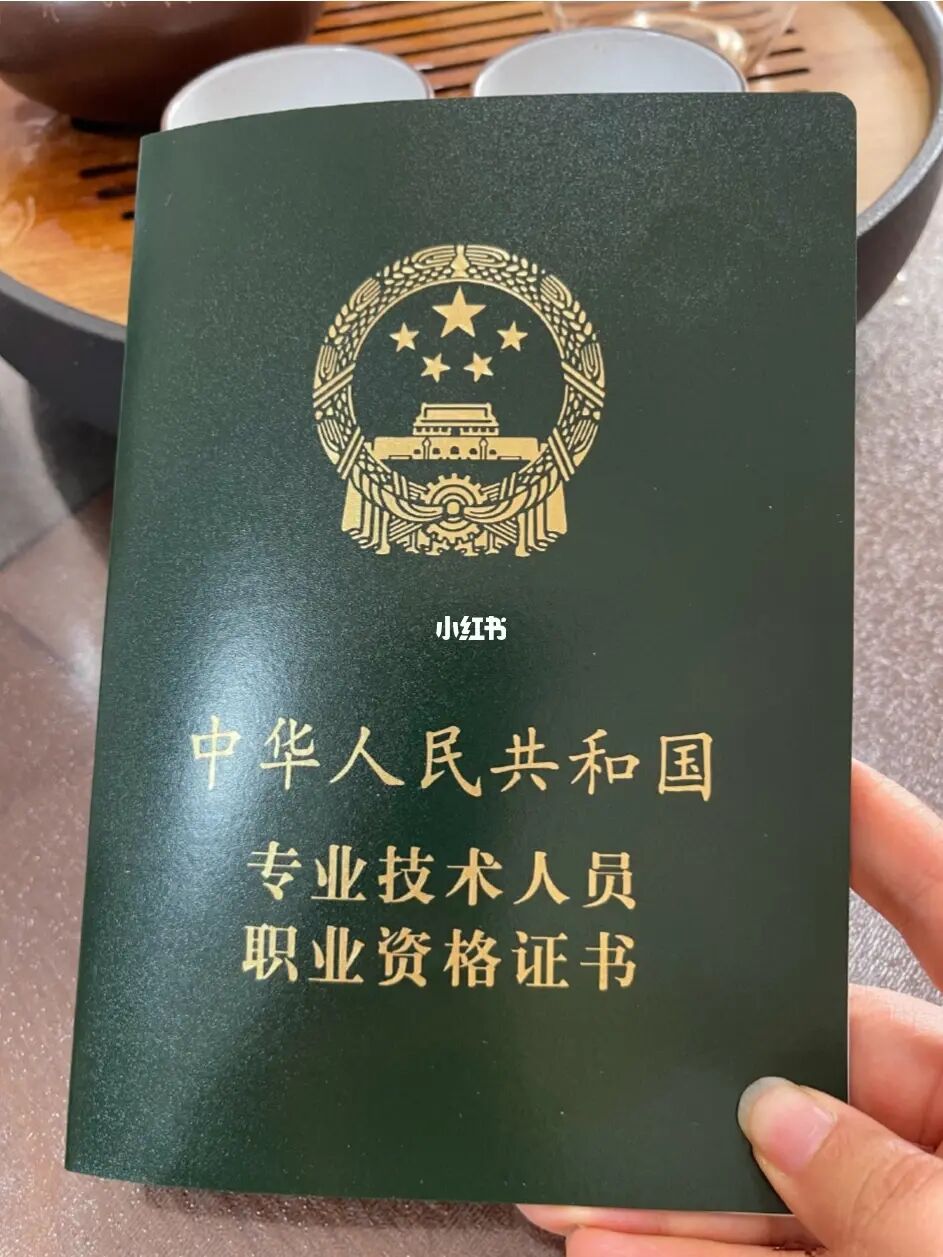 小红书
中华人民共和国
专业技术人员
职业资格证书